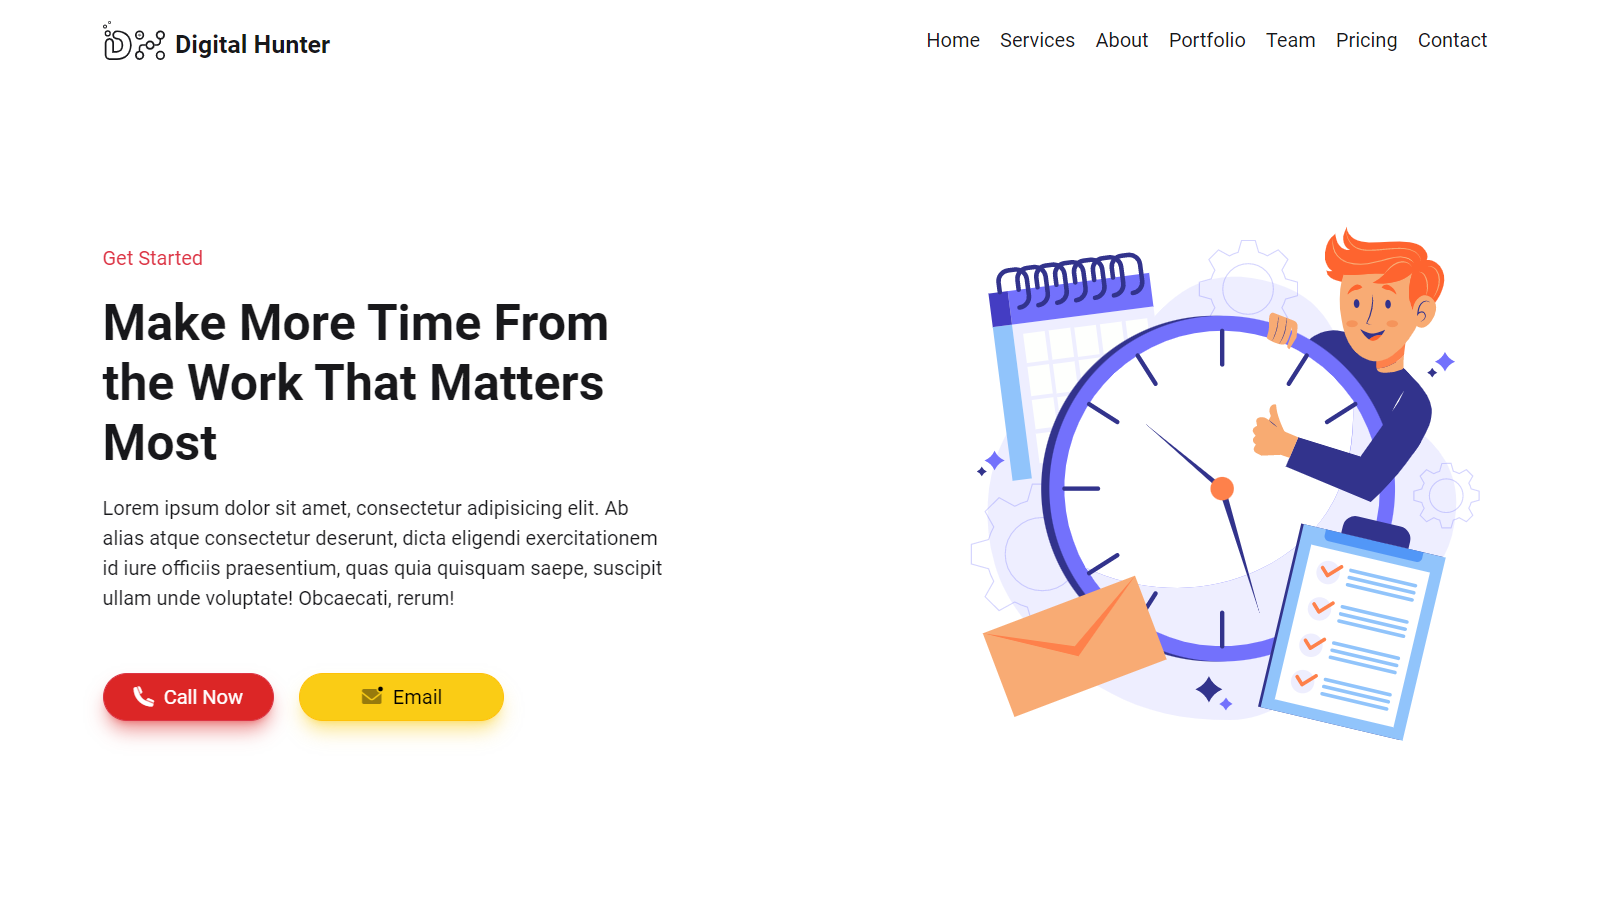 Digital Hunter
Home Services About Portfolio Team Pricing Contact
Get Started
Make More Time From
the Work That Matters
Most
Lorem ipsum dolor sit amet, consectetur adipisicing elit. Ab
alias atque consectetur deserunt, dicta eligendi exercitationem
id iure officiis praesentium, quas quia quisquam saepe, suscipit
ullam unde voluptate! Obcaecati, rerum!
Call Now
Email